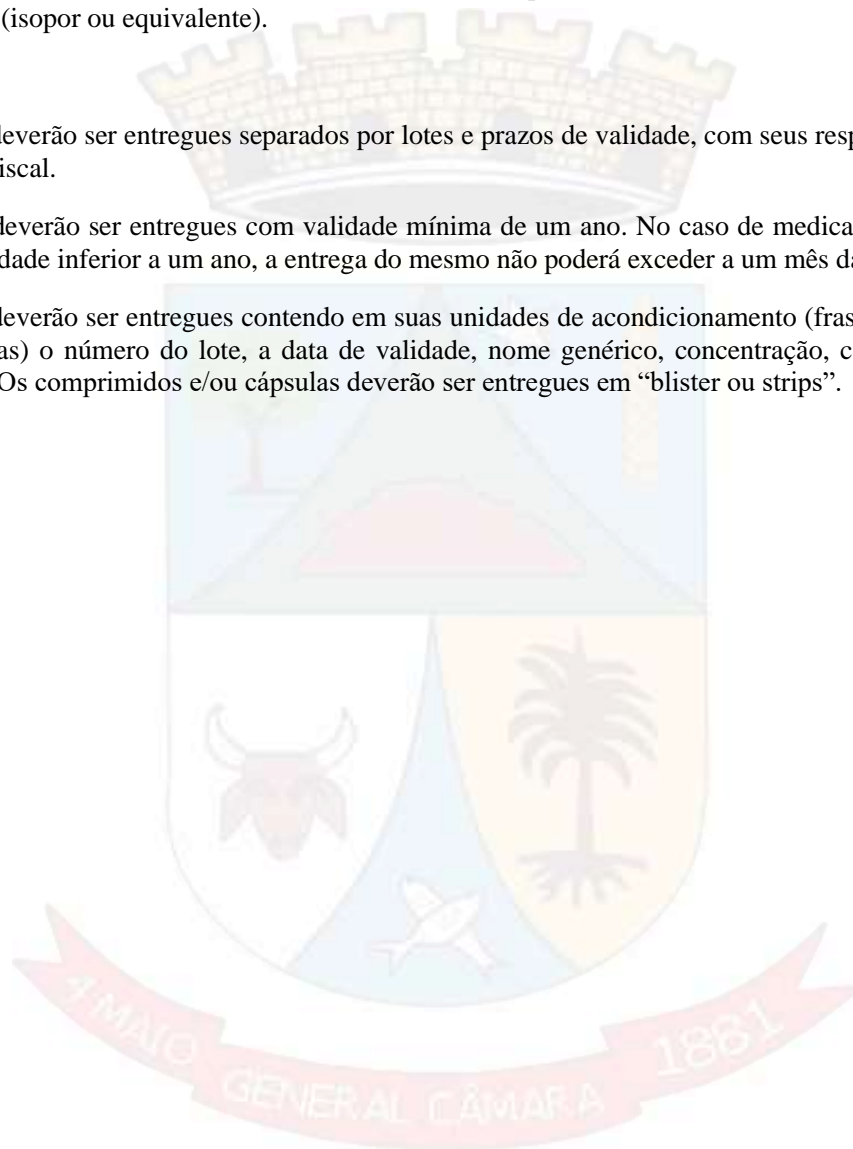 (isopor ou equivalente).
deverão ser entregues separados por lotes e prazos de validade, com seus resp
iscal.
deverão ser entregues com validade mínima de um ano. No caso de medica
dade inferior a um ano, a entrega do mesmo não poderá exceder a um mês da
deverão ser entregues contendo em suas unidades de acondicionamento (fras
as) o número do lote, a data de validade, nome genérico, concentração, c
Os comprimidos e/ou cápsulas deverão ser entregues em “blister ou strips”.
4 MAIO
GENERAL CÂMARA
1881